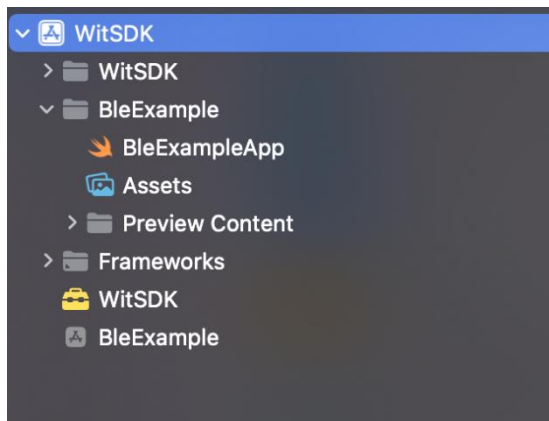 WitSDK
WitSDK
BleExample
BleExampleApp
Assets
Preview Content
Frameworks
WitSDK
BleExample